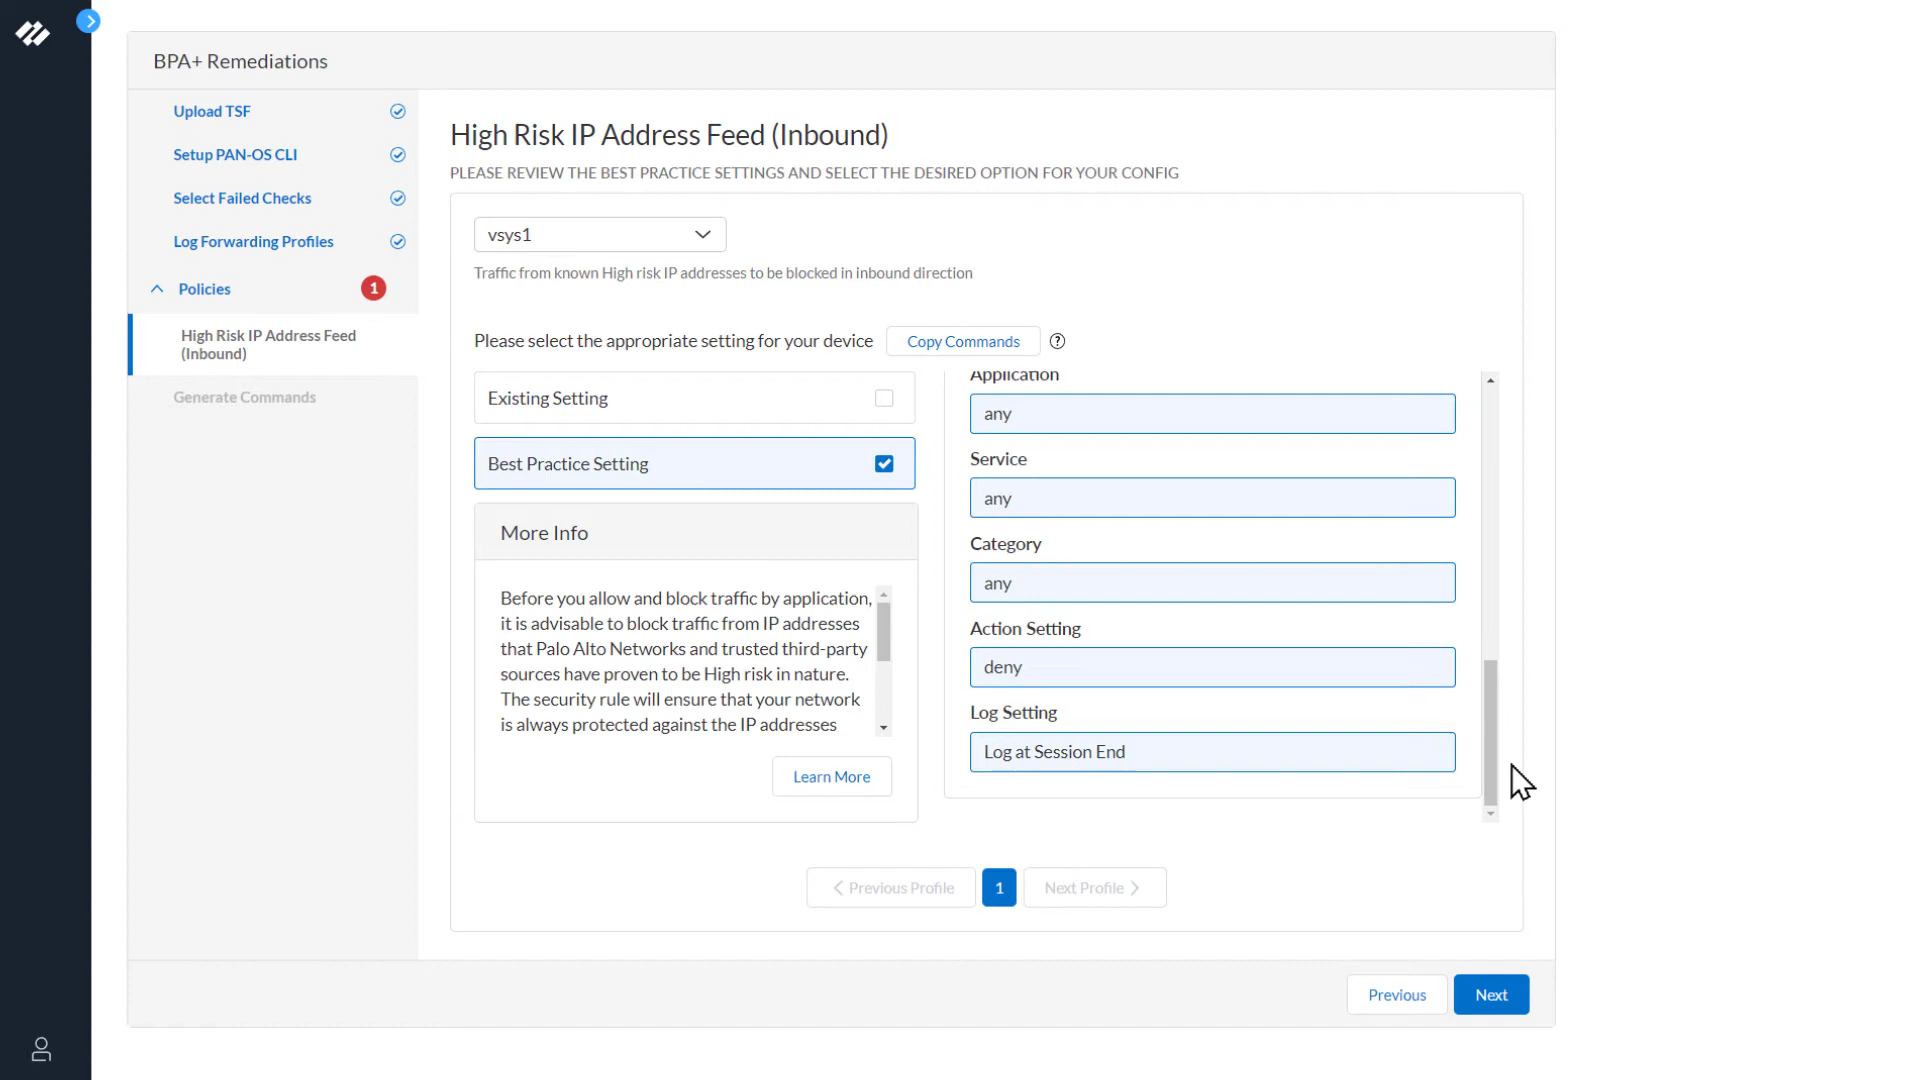 BPA+ Remediations
Upload TSF
Setup PAN-OS CLI
Select Failed Checks
Log Forwarding Profiles
Policies
1
High Risk IP Address Feed
(Inbound)
Generate Commands
High Risk IP Address Feed (Inbound)
PLEASE REVIEW THE BEST PRACTICE SETTINGS AND SELECT THE DESIRED OPTION FOR YOUR CONFIG
vsys1
Traffic from known High risk IP addresses to be blocked in inbound direction
Please select the appropriate setting for your device
Copy Commands
?
Existing Setting
Best Practice Setting
More Info
Before you allow and block traffic by application,
it is advisable to block traffic from IP addresses
that Palo Alto Networks and trusted third-party
sources have proven to be High risk in nature.
The security rule will ensure that your network
is always protected against the IP addresses
Learn More
Application
any
Service
any
Category
any
Action Setting
deny
Log Setting
Log at Session End
Previous Profile
1
Next Profile
Previous
Next